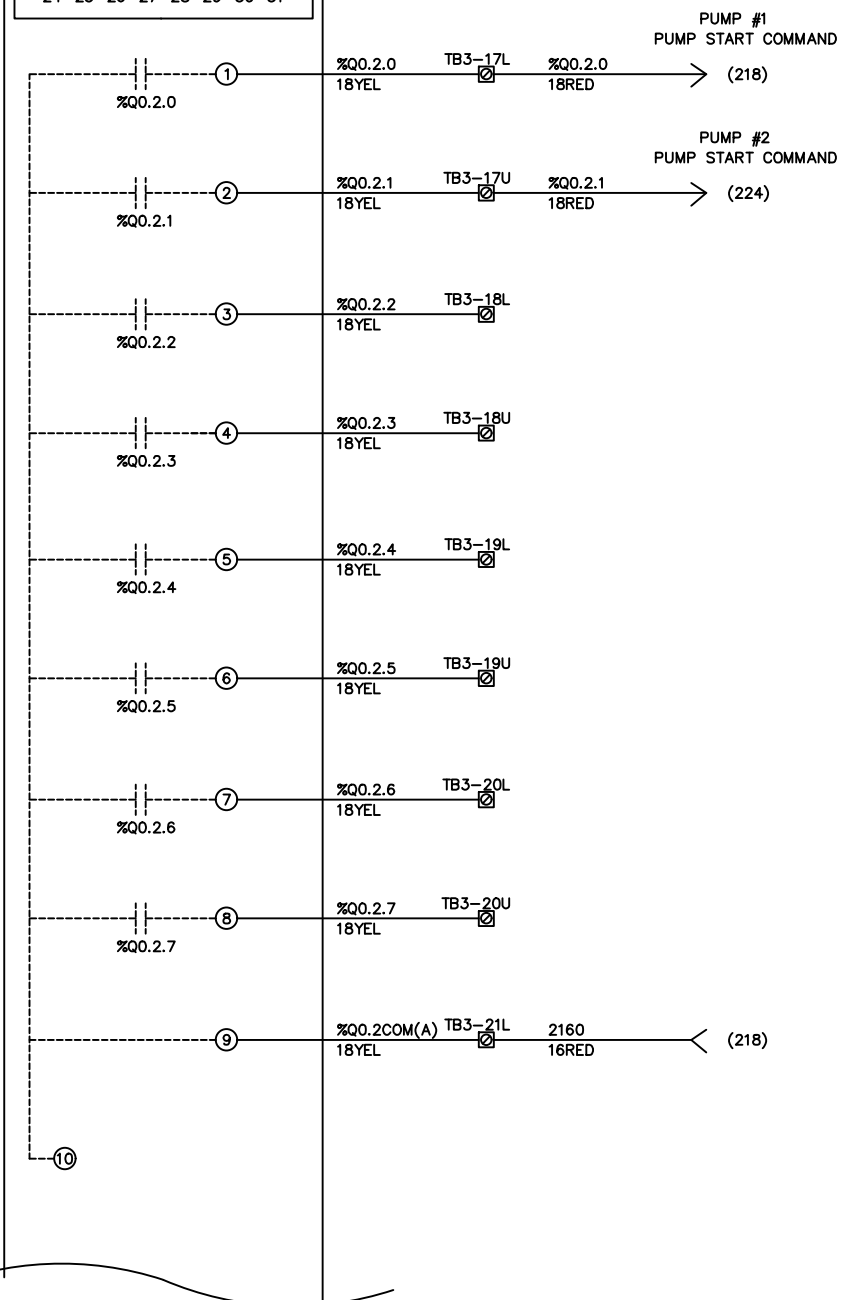 PUMP #1
PUMP START COMMAND
1 %Q0.2.0 TB3-17L %Q0.2.0 (218)
18YEL 18RED
%Q0.2.0
PUMP #2
PUMP START COMMAND
2 %Q0.2.1 TB3-17U %Q0.2.1 (224)
18YEL 18RED
%Q0.2.1
3 %Q0.2.2 TB3-18L
18YEL
%Q0.2.2
4 %Q0.2.3 TB3-18U
18YEL
%Q0.2.3
5 %Q0.2.4 TB3-19L
18YEL
%Q0.2.4
6 %Q0.2.5 TB3-19U
18YEL
%Q0.2.5
7 %Q0.2.6 TB3-20L
18YEL
%Q0.2.6
8 %Q0.2.7 TB3-20U
18YEL
%Q0.2.7
9 %Q0.2COM(A) TB3-21L 2160 (218)
18YEL 16RED
10